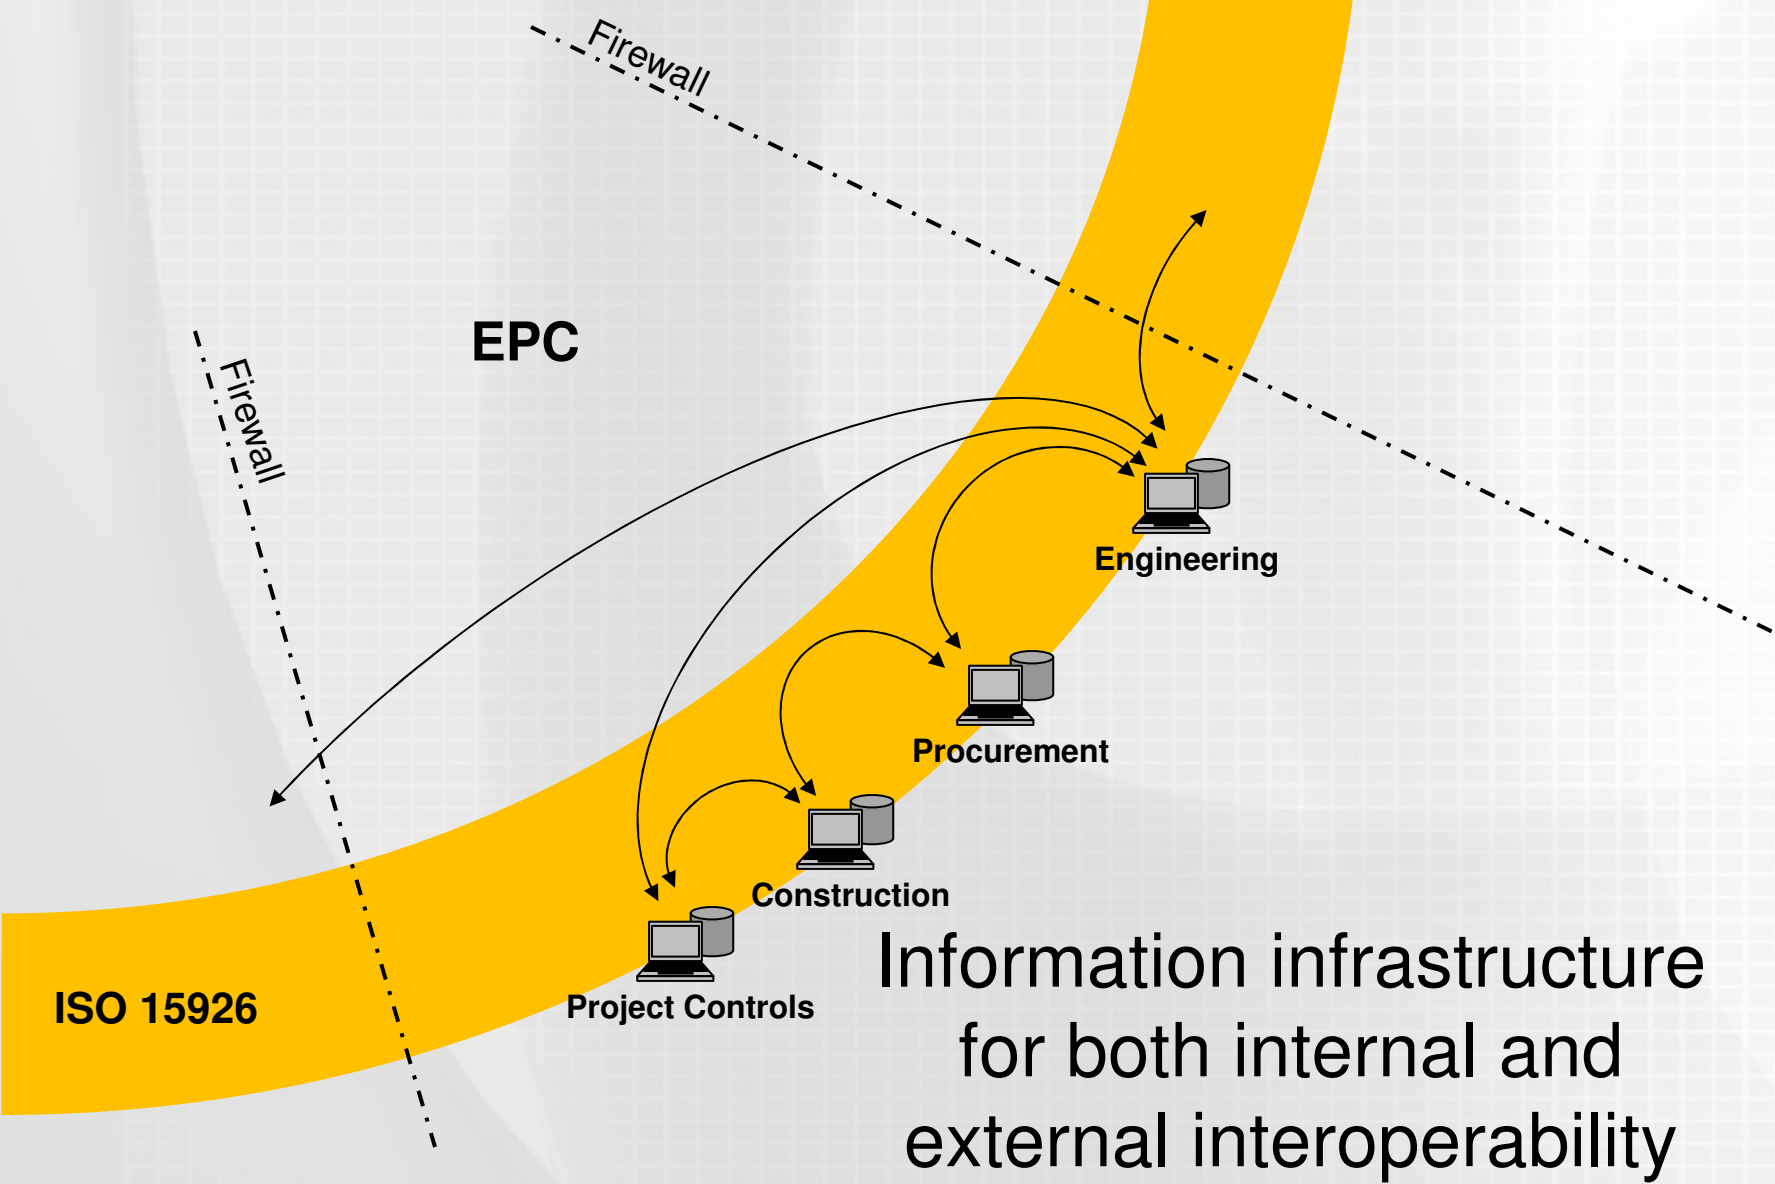 Firewall
EPC
Firewall
Engineering
Procurement
Construction
Project Controls
ISO 15926
Information infrastructure
for both internal and
external interoperability